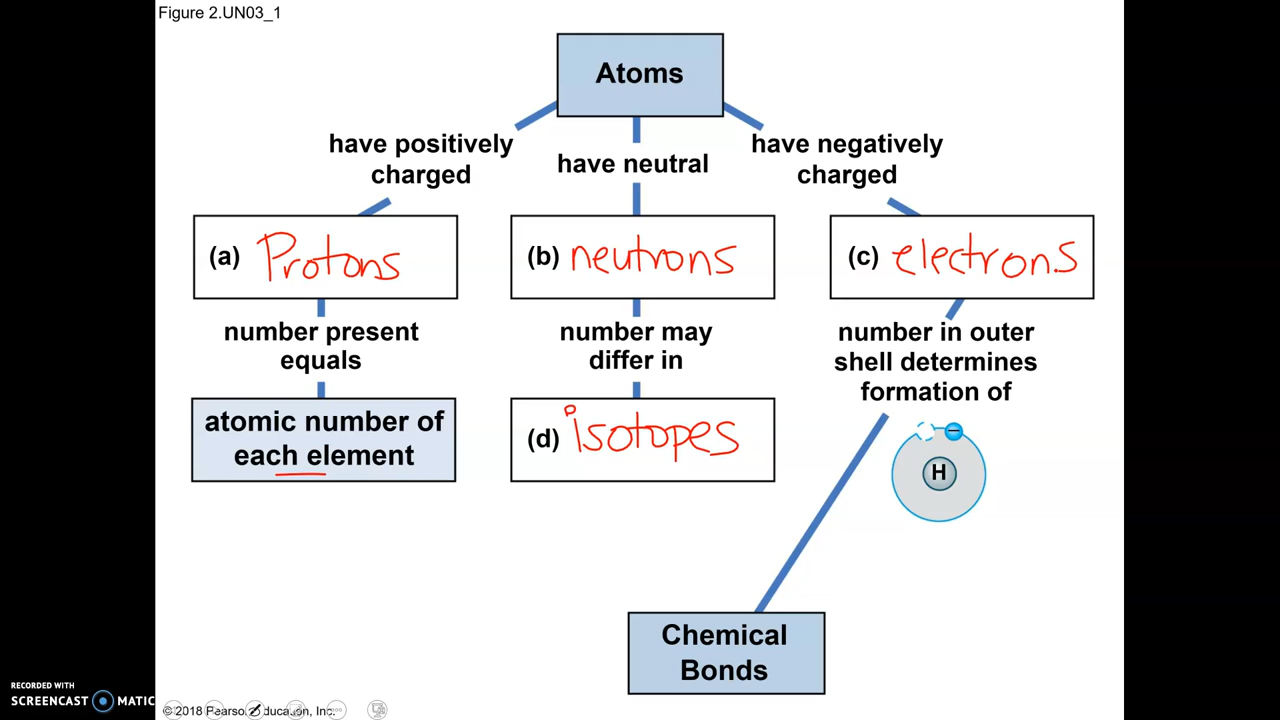 Figure 2.UN03_1
Atoms
have positively
charged
have neutral
have negatively
charged
(a) Protons
(b) neutrons
(c) electrons
number present
equals
number may
differ in
number in outer
shell determines
formation of
atomic number of
each element
(d) isotopes
–
H
Chemical
Bonds
RECORDED WITH
SCREENCAST MATIC
© 2018 Pearson Education, Inc.